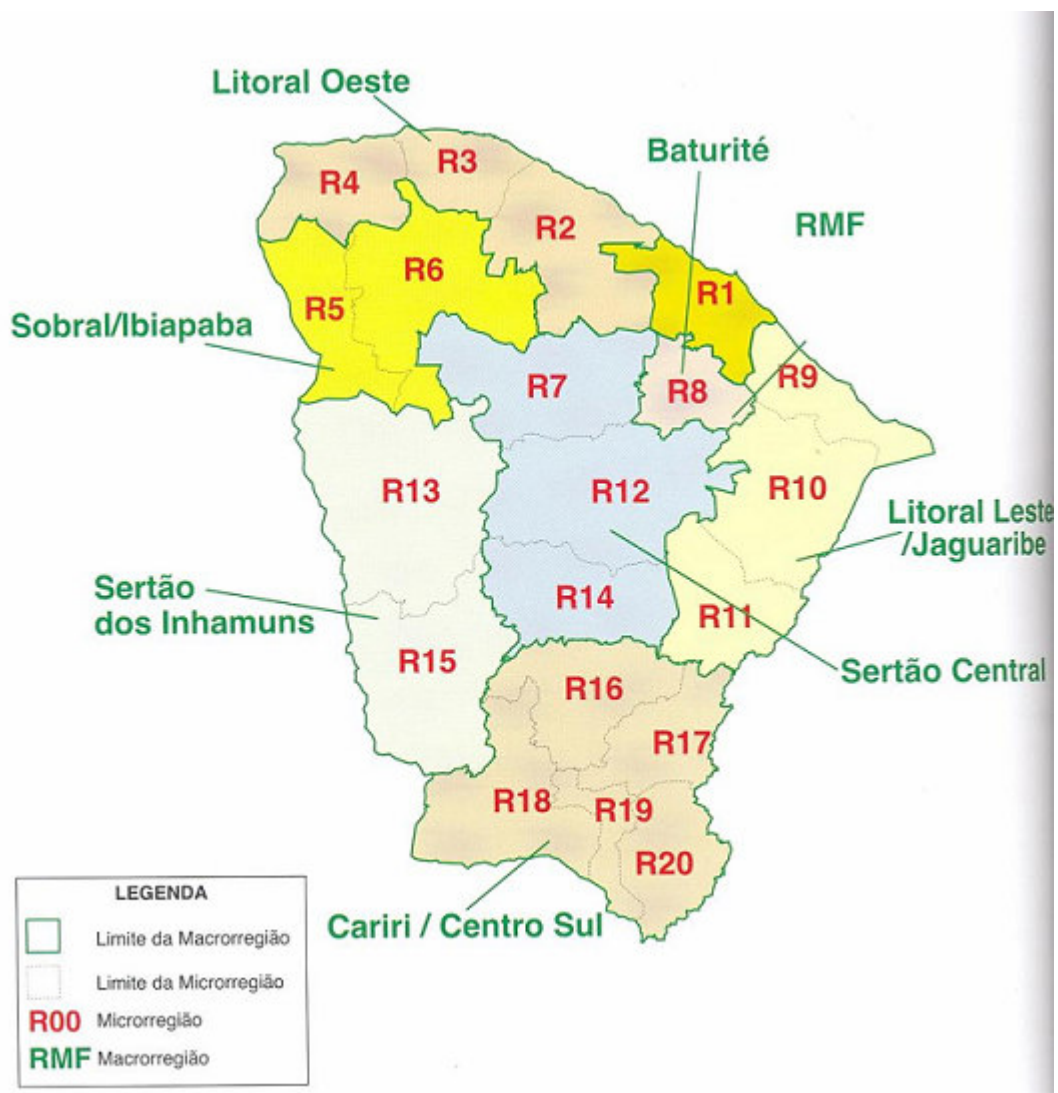 Litoral Oeste
Baturité
RMF
R3
R4
R2
R6
R1
R5
Sobral/Ibiapaba
R7
R8
R9
R13
R12
R10
Litoral Leste
/Jaguaribe
Sertão
dos Inhamuns
R14
R11
R15
Sertão Central
R16
R17
R18
R19
R20
Cariri / Centro Sul
LEGENDA
Limite da Macrorregião
Limite da Microrregião
R00 Microrregião
RMF Macrorregião